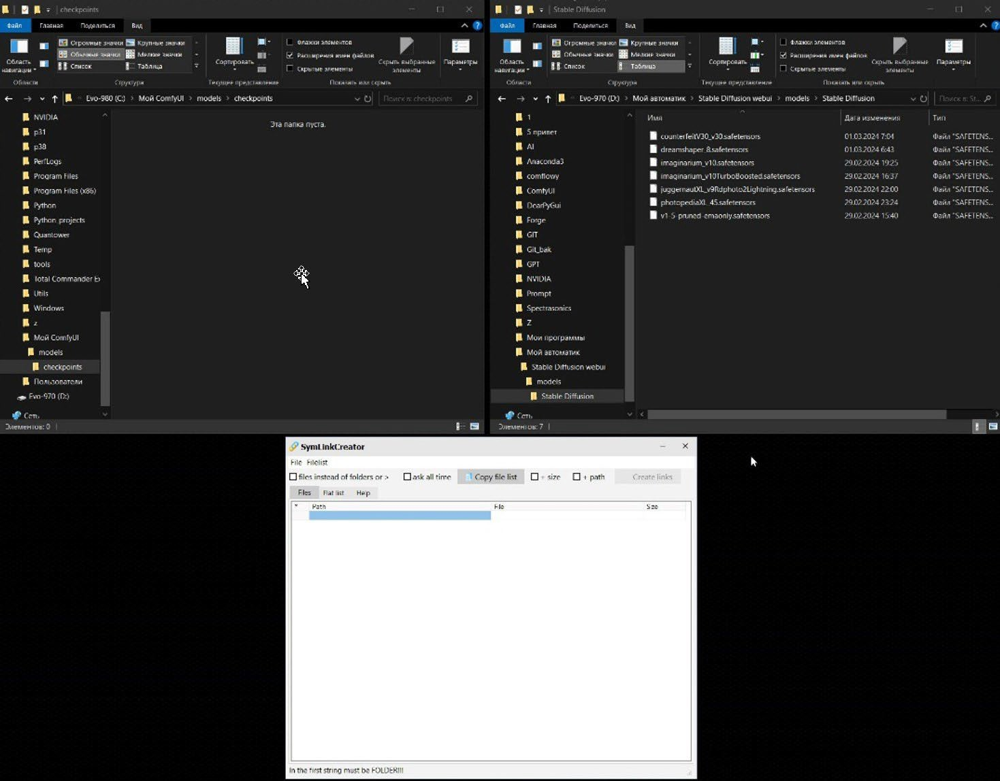 checkpoints
Файл Главная Поделиться Вид
Огромные значки Крупные значки
Обычные значки Мелкие значки
Список Таблица
Область навигации
Сортировать
Флажки элементов
Расширения имен файлов
Скрытые элементы
Скрыть выбранные элементы
Параметры
Области Структура Текущее представление Показать или скрыть
Evo-980 (C:) Мой ComfyUI models checkpoints
Поиск в: checkpoints
NVIDIA
p31
p38
PerfLogs
Program Files
Program Files (x86)
Python
Python_projects
Quantower
Temp
tools
Total Commander Ex
Utils
Windows
z
Мой ComfyUI
models
checkpoints
Пользователи
Evo-970 (D:)
Сеть
Эта папка пуста.
Элементов: 0
Stable Diffusion
Файл Главная Поделиться Вид
Огромные значки Крупные значки
Обычные значки Мелкие значки
Список Таблица
Область навигации
Сортировать
Флажки элементов
Расширения имен файлов
Скрытые элементы
Скрыть выбранные элементы
Параметры
Области Структура Текущее представление Показать или скрыть
Evo-970 (D:) Мой автоматик Stable Diffusion webui models Stable Diffusion
Поиск в: St...
1
5 привет
AI
Anaconda3
comflowy
ComfyUI
DearPyGui
Forge
GIT
Git_bak
GPT
NVIDIA
Prompt
Spectrasonics
Z
Мои программы
Мой автоматик
Stable Diffusion webui
models
Stable Diffusion
Сеть
Имя Дата изменения Тип
counterfeitV30_v30.safetensors 01.03.2024 7:04 Файл "SAFETENS...
dreamshaper_8.safetensors 01.03.2024 6:43 Файл "SAFETENS...
imaginarium_v10.safetensors 29.02.2024 19:25 Файл "SAFETENS...
imaginarium_v10TurboBoosted.safetensors 29.02.2024 16:37 Файл "SAFETENS...
juggernautXL_v9Rdphoto2Lightning.safetensors 29.02.2024 22:00 Файл "SAFETENS...
photopediaXL_45.safetensors 29.02.2024 23:24 Файл "SAFETENS...
v1-5-pruned-emaonly.safetensors 29.02.2024 15:40 Файл "SAFETENS...
Элементов: 7
SymLinkCreator
File Filelist
files instead of folders or > ask all time Copy file list + size + path Create links
Files Flat list Help
* Path File Size
In the first string must be FOLDER!!!